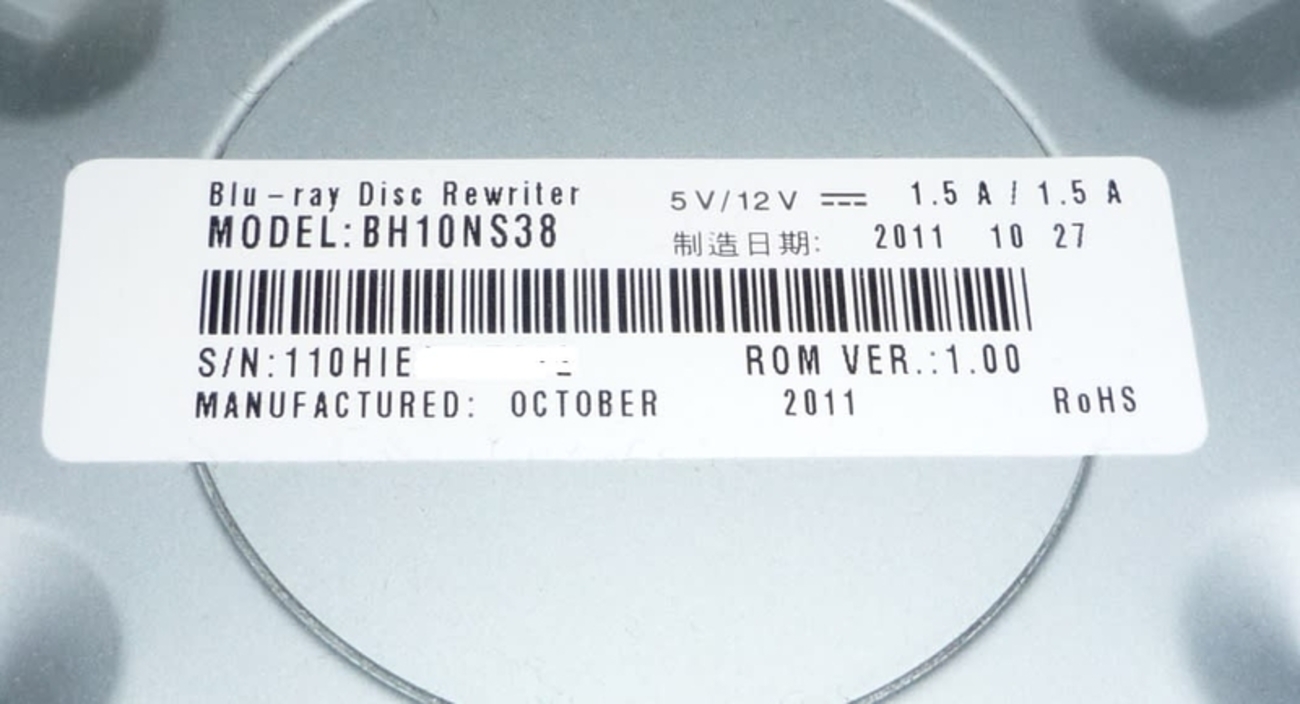 Blu-ray Disc Rewriter
5V/12V ⎓ 1.5 A / 1.5 A
MODEL:BH10NS38
制造日期: 2011 10 27
S/N:110HIE
ROM VER.:1.00
MANUFACTURED: OCTOBER 2011 RoHS